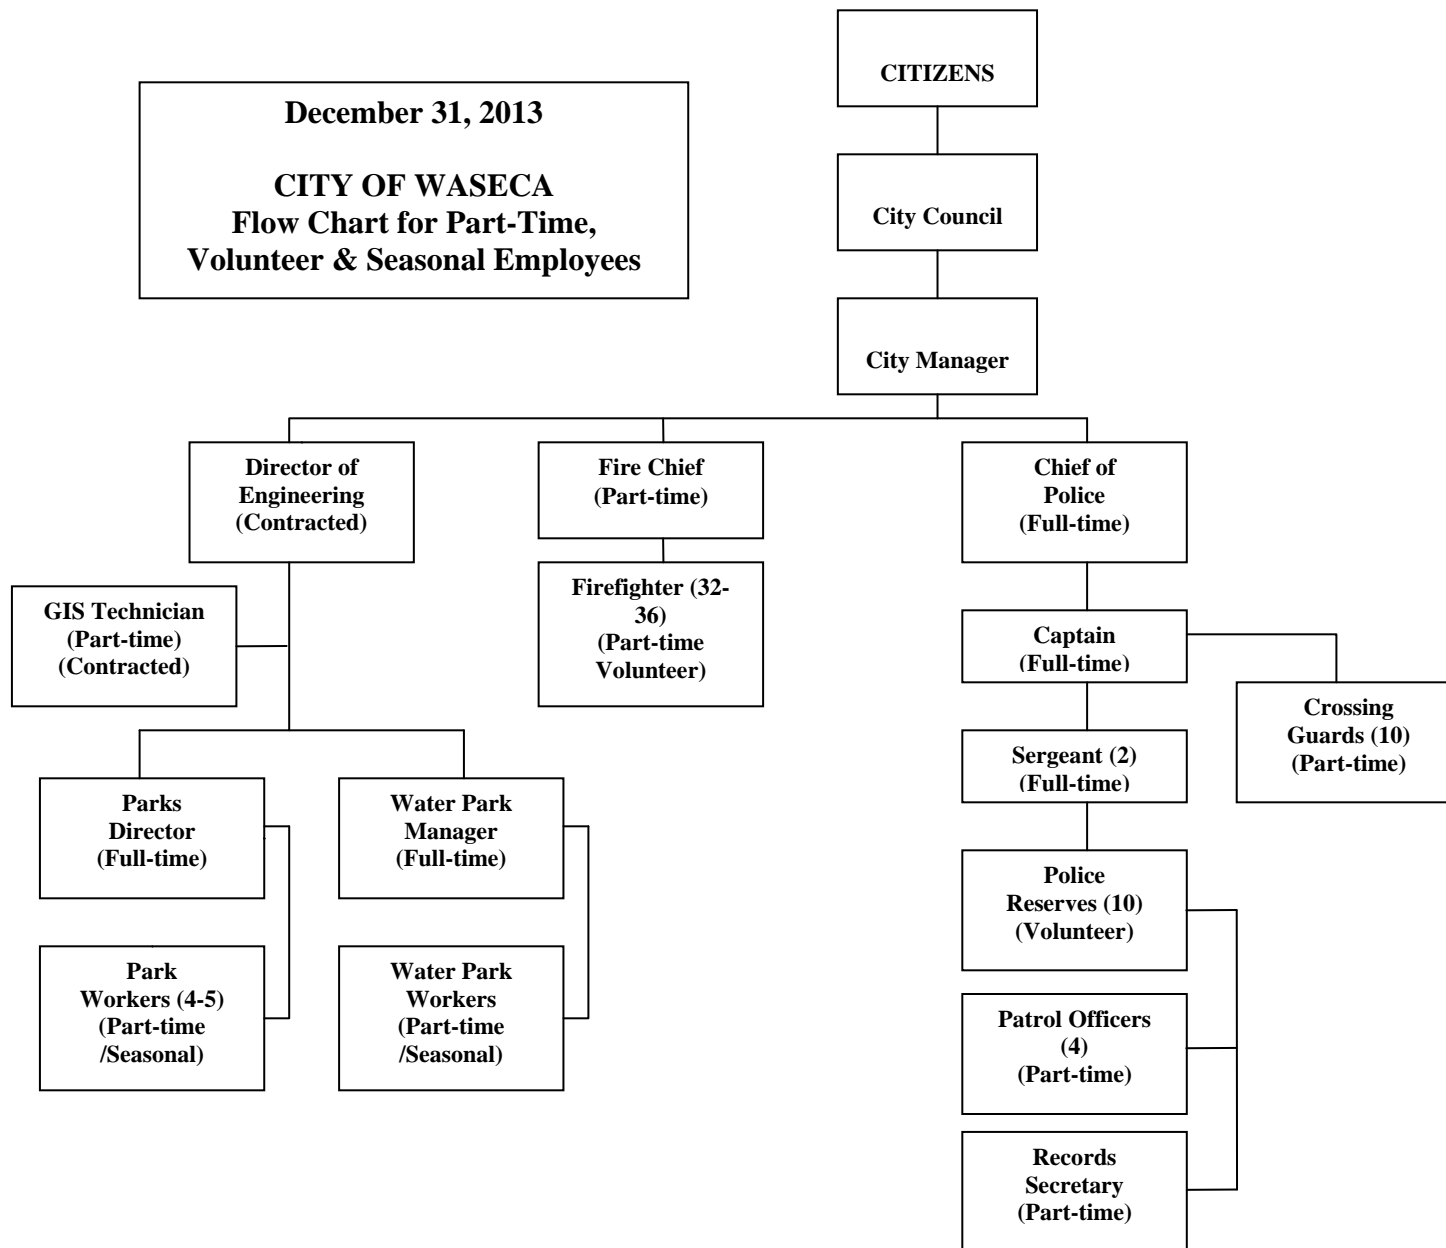 CITIZENS
December 31, 2013
CITY OF WASECA
Flow Chart for Part-Time,
Volunteer & Seasonal Employees
City Council
City Manager
Director of
Engineering
(Contracted)
Fire Chief
(Part-time)
Chief of
Police
(Full-time)
GIS Technician
(Part-time)
(Contracted)
Firefighter (32-
36)
(Part-time
Volunteer)
Captain
(Full-time)
Crossing
Guards (10)
(Part-time)
Sergeant (2)
(Full-time)
Parks
Director
(Full-time)
Water Park
Manager
(Full-time)
Police
Reserves (10)
(Volunteer)
Park
Workers (4-5)
(Part-time
/Seasonal)
Water Park
Workers
(Part-time
/Seasonal)
Patrol Officers
(4)
(Part-time)
Records
Secretary
(Part-time)